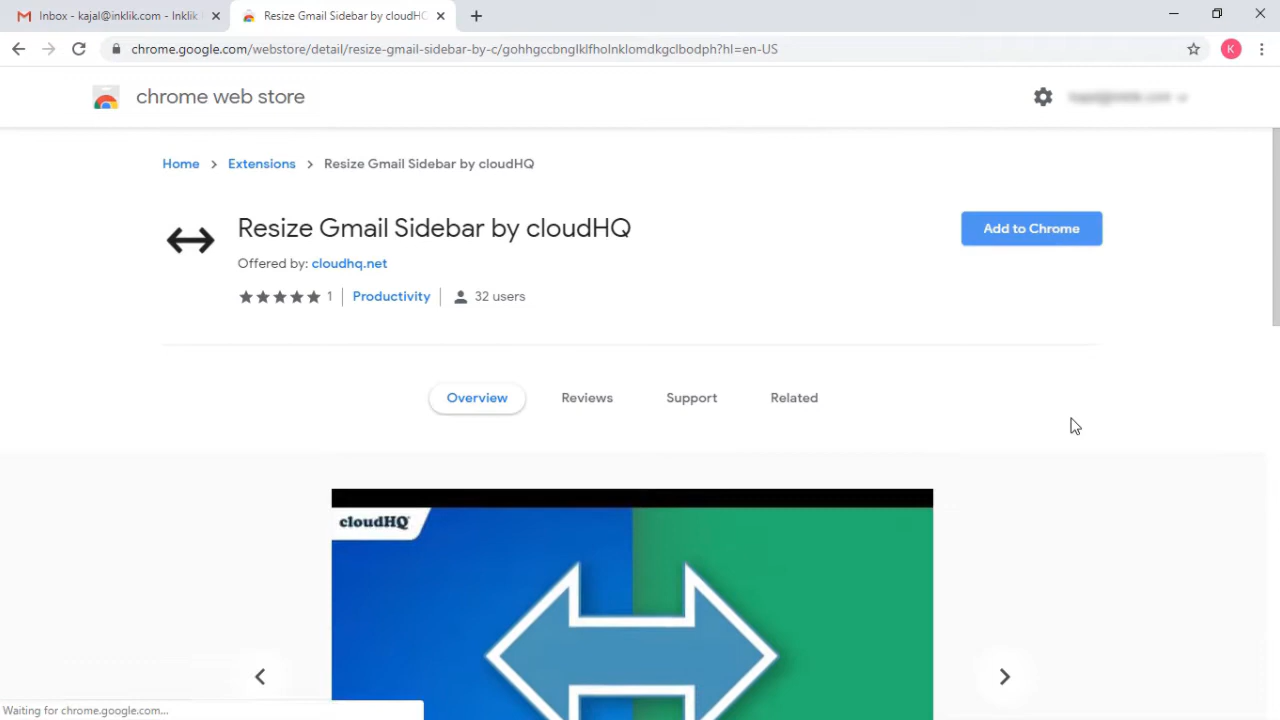 Inbox - kajal@inklik.com - Inklik
Resize Gmail Sidebar by cloudHQ
chrome.google.com/webstore/detail/resize-gmail-sidebar-by-c/gohhgccbnglklfholnklomdkgclbodph?hl=en-US
K
chrome web store
Home > Extensions > Resize Gmail Sidebar by cloudHQ
Resize Gmail Sidebar by cloudHQ
Add to Chrome
Offered by: cloudhq.net
1 | Productivity | 32 users
Overview Reviews Support Related
cloudHQ
Waiting for chrome.google.com...